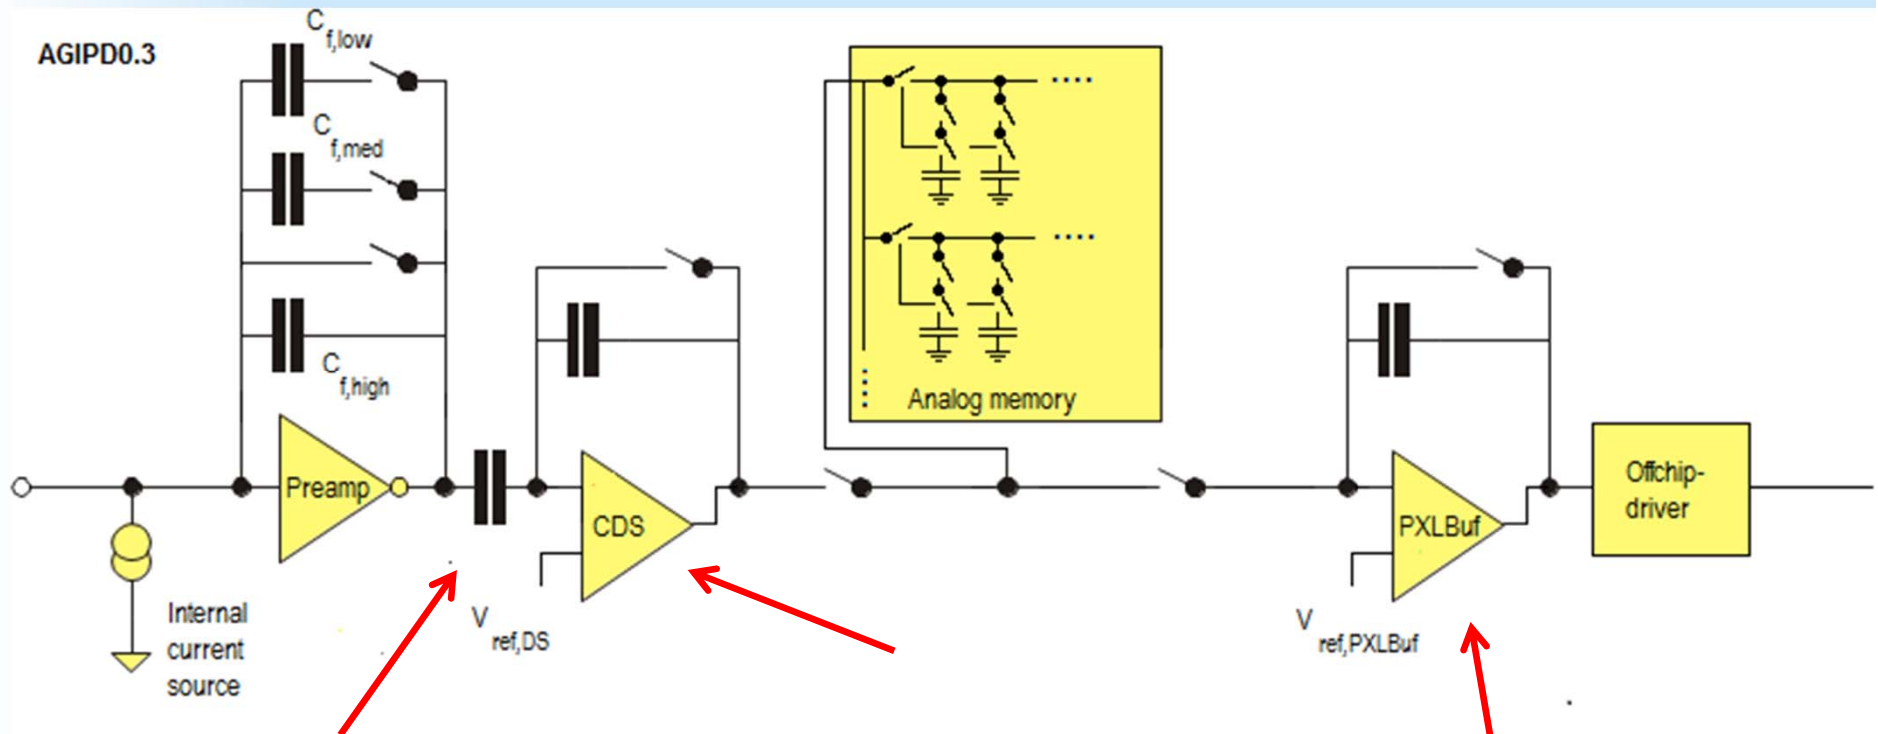 AGIPD0.3
C
f,low
C
f,med
C
f,high
Analog memory
Preamp
CDS
PXLBuf
Offchip-
driver
Internal
current
source
V
ref,DS
V
ref,PXLBuf